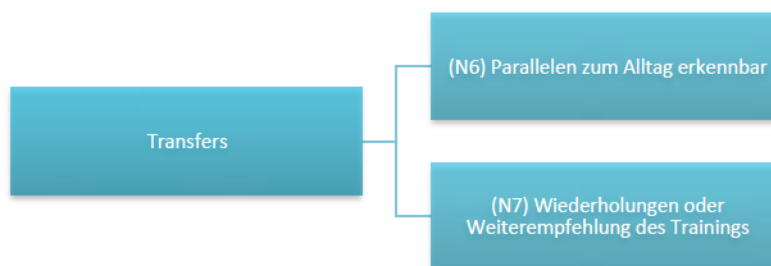 (N6) Parallelen zum Alltag erkennbar
Transfers
(N7) Wiederholungen oder
Weiterempfehlung des Trainings